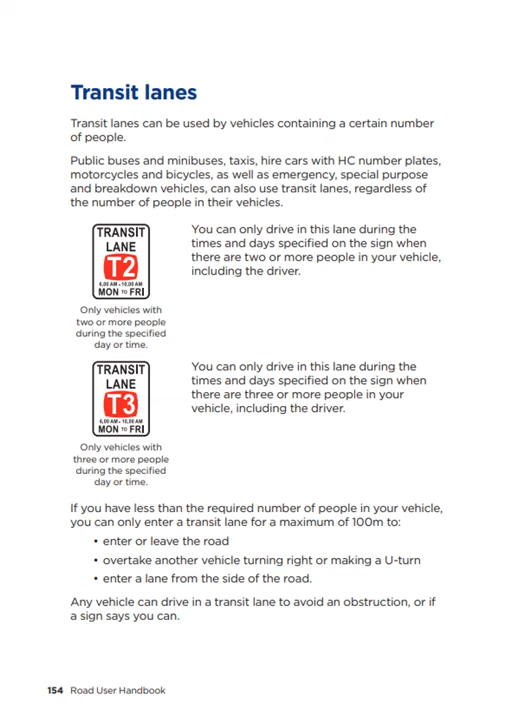 Transit lanes
Transit lanes can be used by vehicles containing a certain number
of people.
Public buses and minibuses, taxis, hire cars with HC number plates,
motorcycles and bicycles, as well as emergency, special purpose
and breakdown vehicles, can also use transit lanes, regardless of
the number of people in their vehicles.
TRANSIT
LANE
T2
6.00 AM - 10.00 AM
MON TO FRI
Only vehicles with
two or more people
during the specified
day or time.
You can only drive in this lane during the
times and days specified on the sign when
there are two or more people in your vehicle,
including the driver.
TRANSIT
LANE
T3
6.00 AM - 10.00 AM
MON TO FRI
Only vehicles with
three or more people
during the specified
day or time.
You can only drive in this lane during the
times and days specified on the sign when
there are three or more people in your
vehicle, including the driver.
If you have less than the required number of people in your vehicle,
you can only enter a transit lane for a maximum of 100m to:
• enter or leave the road
• overtake another vehicle turning right or making a U-turn
• enter a lane from the side of the road.
Any vehicle can drive in a transit lane to avoid an obstruction, or if
a sign says you can.
154 Road User Handbook